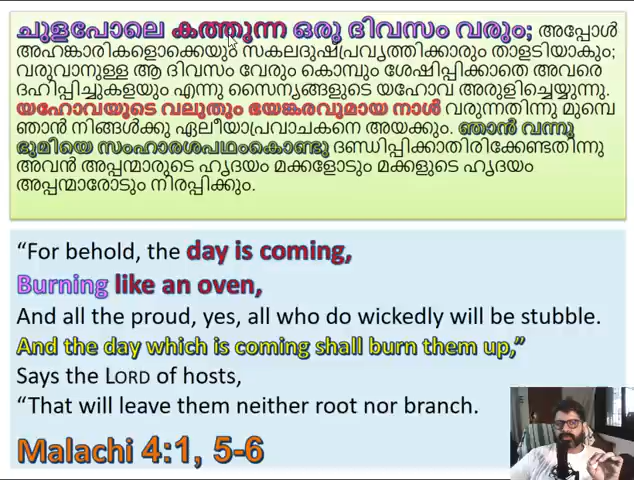 ചൂളപോലെ കത്തുന്ന ഒരു ദിവസം വരും; അപ്പോൾ
അഹങ്കാരികളൊക്കെയും സകലദുഷ്പ്രവൃത്തിക്കാരും താളടിയാകും;
വരുവാനുള്ള ആ ദിവസം വേരും കൊമ്പും ശേഷിപ്പിക്കാതെ അവരെ
ദഹിപ്പിച്ചുകളയും എന്നു സൈന്യങ്ങളുടെ യഹോവ അരുളിച്ചെയ്യുന്നു.
യഹോവയുടെ വലുതും ഭയങ്കരവുമായ നാൾ വരുന്നതിന്നു മുമ്പെ
ഞാൻ നിങ്ങൾക്കു ഏലീയാപ്രവാചകനെ അയക്കും. ഞാൻ വന്നു
ഭൂമിയെ സംഹാരശപഥംകൊണ്ടു ദണ്ഡിപ്പിക്കാതിരിക്കേണ്ടതിന്നു
അവൻ അപ്പന്മാരുടെ ഹൃദയം മക്കളോടും മക്കളുടെ ഹൃദയം
അപ്പന്മാരോടും നിരപ്പിക്കും.
“For behold, the day is coming,
Burning like an oven,
And all the proud, yes, all who do wickedly will be stubble.
And the day which is coming shall burn them up,”
Says the LORD of hosts,
“That will leave them neither root nor branch.
Malachi 4:1, 5-6